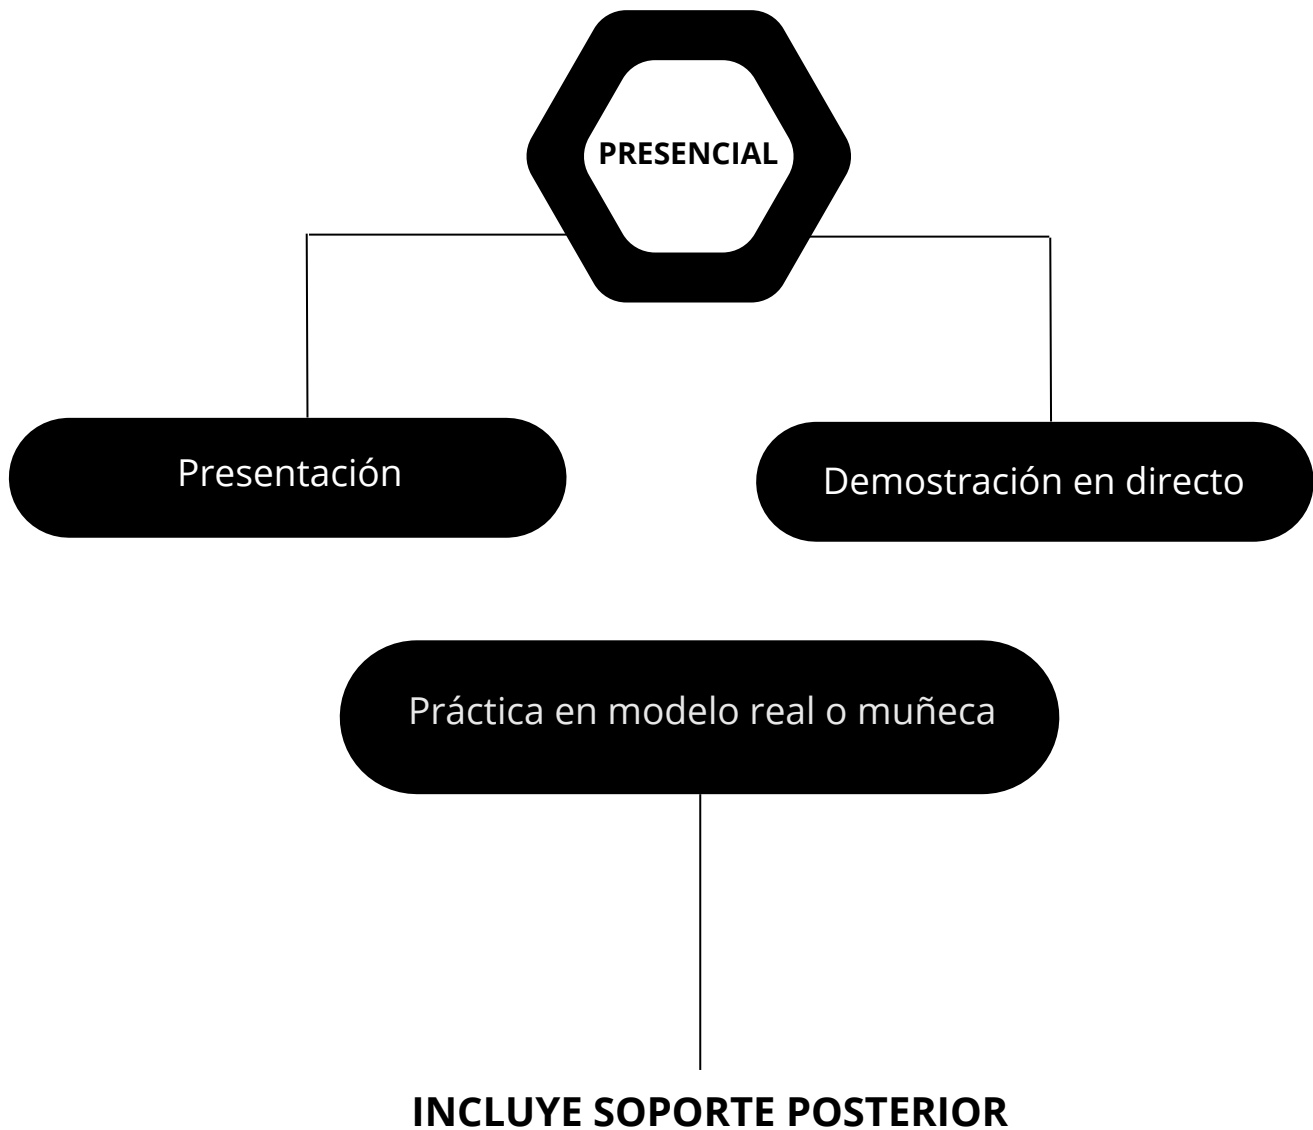 PRESENCIAL
Presentación
Demostración en directo
Práctica en modelo real o muñeca
INCLUYE SOPORTE POSTERIOR